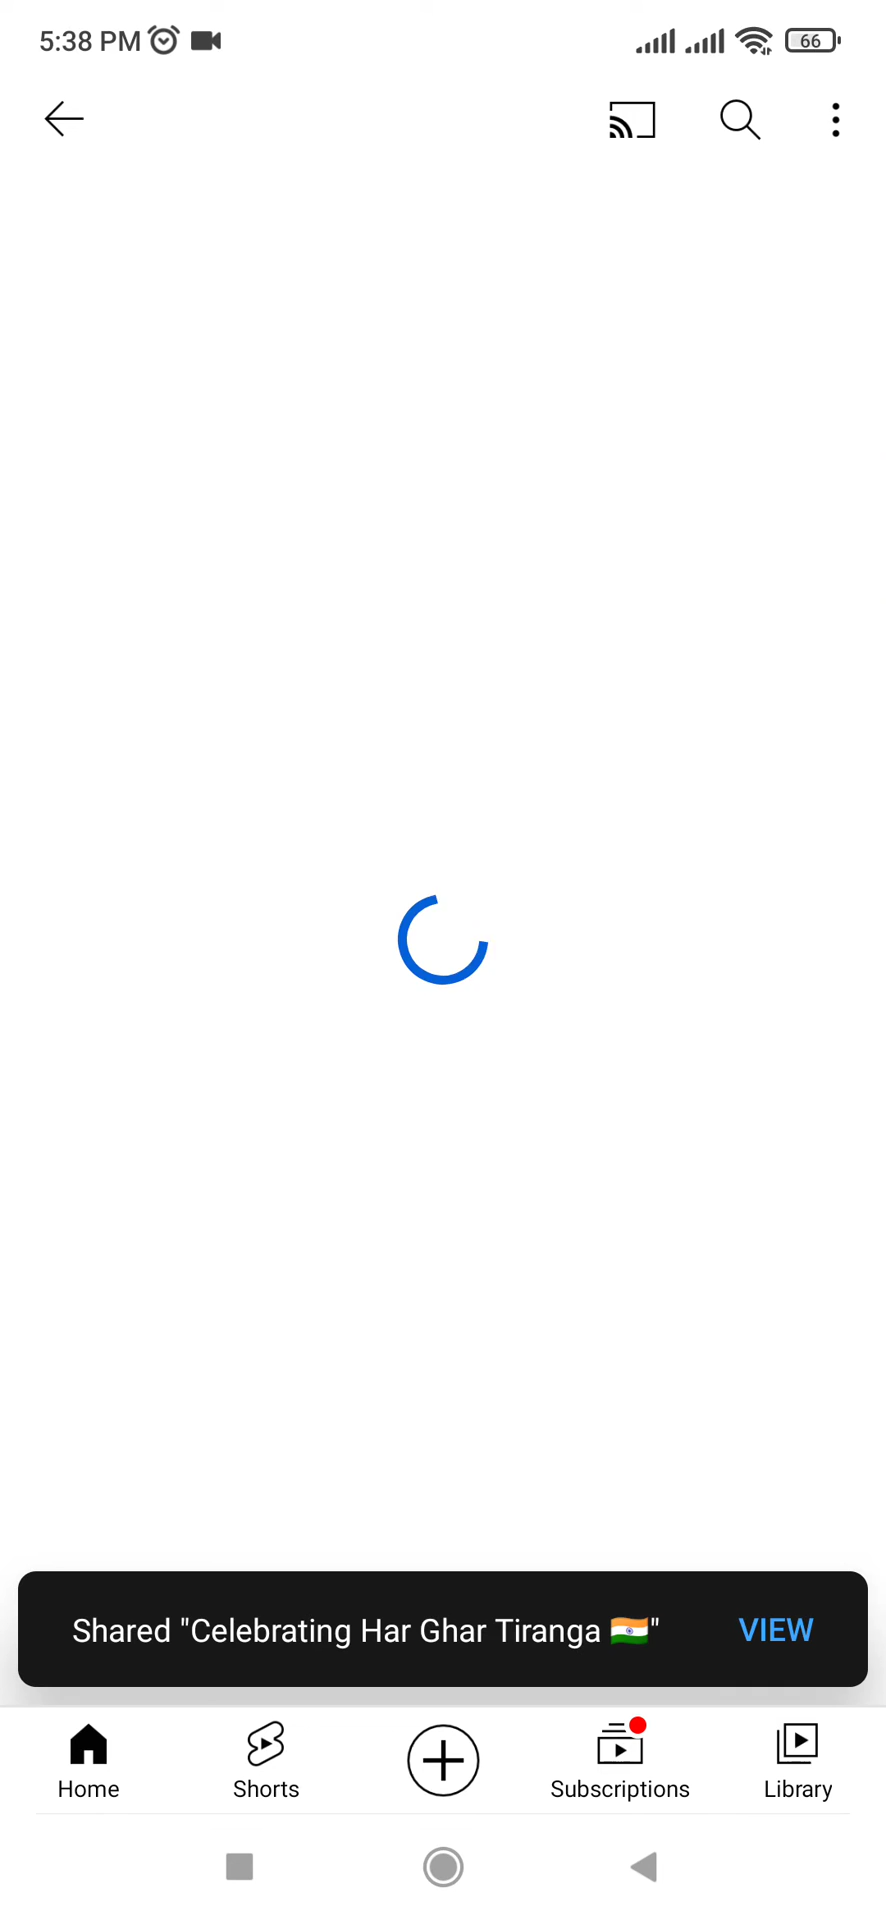 5:38 PM 66
Shared "Celebrating Har Ghar Tiranga 🇮🇳" VIEW
Home Shorts Subscriptions Library